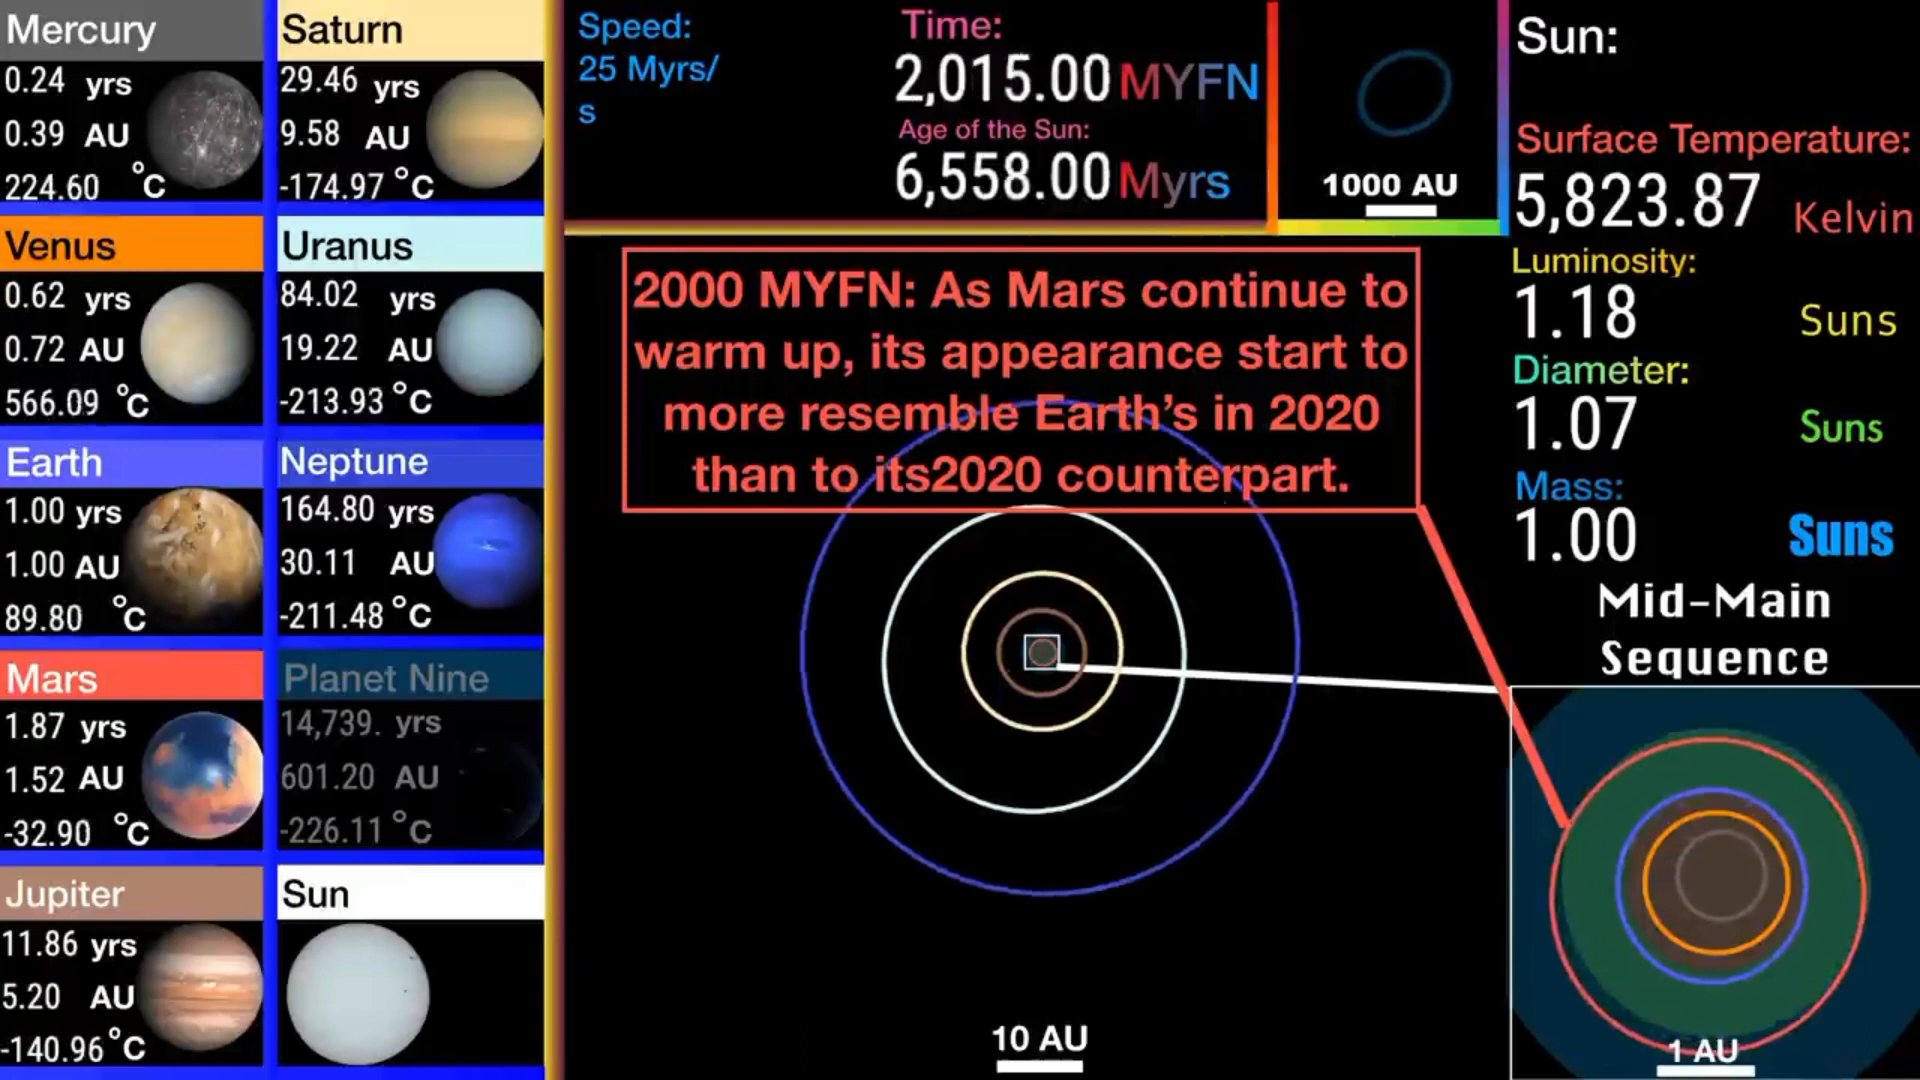 Mercury
0.24 yrs
0.39 AU
224.60 °C
Venus
0.62 yrs
0.72 AU
566.09 °C
Earth
1.00 yrs
1.00 AU
89.80 °C
Mars
1.87 yrs
1.52 AU
-32.90 °C
Jupiter
11.86 yrs
5.20 AU
-140.96 °C
Saturn
29.46 yrs
9.58 AU
-174.97 °C
Uranus
84.02 yrs
19.22 AU
-213.93 °C
Neptune
164.80 yrs
30.11 AU
-211.48 °C
Planet Nine
14,739. yrs
601.20 AU
-226.11 °C
Sun
Speed:
25 Myrs/
s
Time:
2,015.00 MYFN
Age of the Sun:
6,558.00 Myrs
1000 AU
2000 MYFN: As Mars continue to
warm up, its appearance start to
more resemble Earth's in 2020
than to its2020 counterpart.
10 AU
Sun:
Surface Temperature:
5,823.87 Kelvin
Luminosity:
1.18 Suns
Diameter:
1.07 Suns
Mass:
1.00 Suns
Mid-Main
Sequence
1 AU